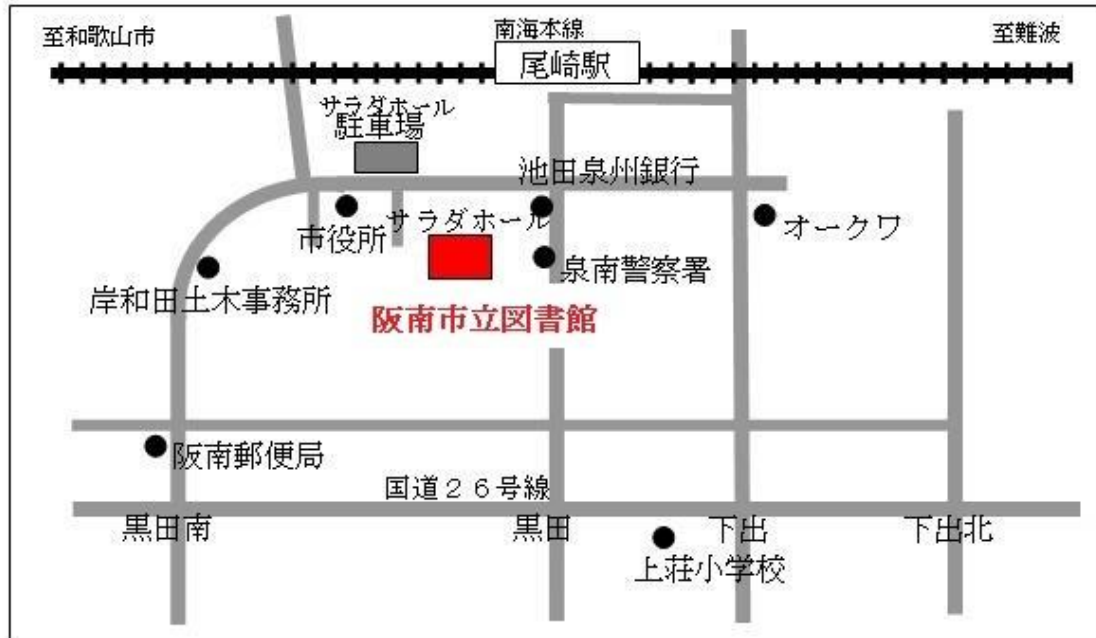 南海本線
至和歌山市
至難波
尾崎駅
サラダホール
駐車場
池田泉州銀行
サラダホール
オークワ
市役所
泉南警察署
岸和田土木事務所
阪南市立図書館
阪南郵便局
国道２６号線
黒田南
黒田
下出
下出北
上荘小学校